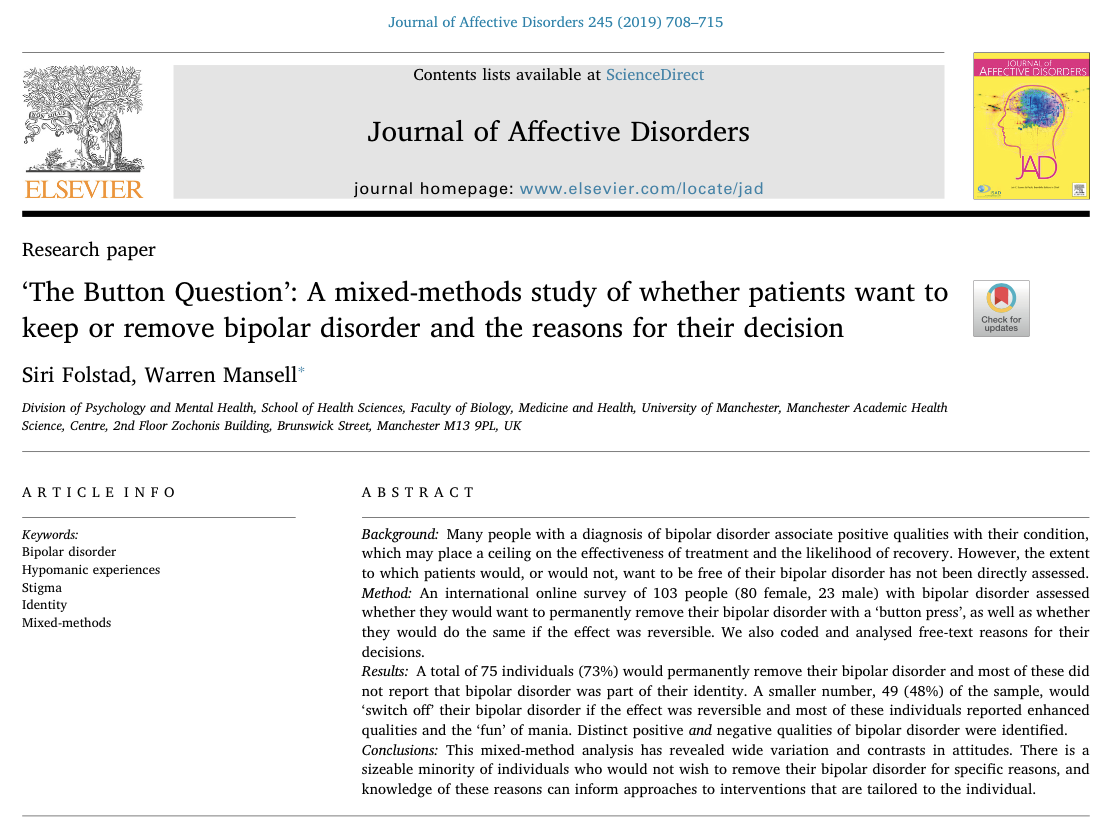 Journal of Affective Disorders 245 (2019) 708–715
Contents lists available at ScienceDirect
Journal of Affective Disorders
journal homepage: www.elsevier.com/locate/jad
ELSEVIER
JOURNAL of
AFFECTIVE DISORDERS
JAD
Research paper
‘The Button Question’: A mixed-methods study of whether patients want to
keep or remove bipolar disorder and the reasons for their decision
Check for
updates
Siri Folstad, Warren Mansell*
Division of Psychology and Mental Health, School of Health Sciences, Faculty of Biology, Medicine and Health, University of Manchester, Manchester Academic Health
Science, Centre, 2nd Floor Zochonis Building, Brunswick Street, Manchester M13 9PL, UK
ARTICLE INFO
Keywords:
Bipolar disorder
Hypomanic experiences
Stigma
Identity
Mixed-methods
ABSTRACT
Background: Many people with a diagnosis of bipolar disorder associate positive qualities with their condition,
which may place a ceiling on the effectiveness of treatment and the likelihood of recovery. However, the extent
to which patients would, or would not, want to be free of their bipolar disorder has not been directly assessed.
Method: An international online survey of 103 people (80 female, 23 male) with bipolar disorder assessed
whether they would want to permanently remove their bipolar disorder with a ‘button press’, as well as whether
they would do the same if the effect was reversible. We also coded and analysed free-text reasons for their
decisions.
Results: A total of 75 individuals (73%) would permanently remove their bipolar disorder and most of these did
not report that bipolar disorder was part of their identity. A smaller number, 49 (48%) of the sample, would
‘switch off’ their bipolar disorder if the effect was reversible and most of these individuals reported enhanced
qualities and the ‘fun’ of mania. Distinct positive and negative qualities of bipolar disorder were identified.
Conclusions: This mixed-method analysis has revealed wide variation and contrasts in attitudes. There is a
sizeable minority of individuals who would not wish to remove their bipolar disorder for specific reasons, and
knowledge of these reasons can inform approaches to interventions that are tailored to the individual.